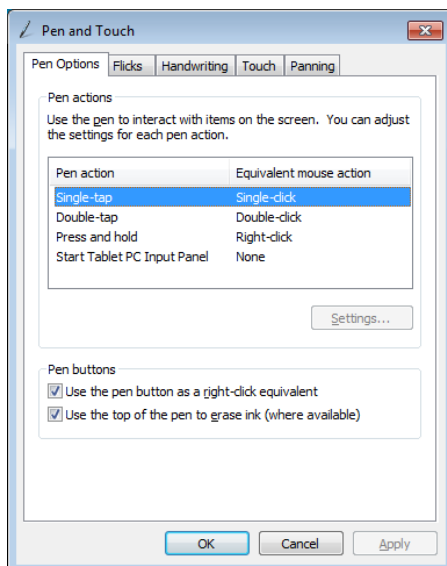 Pen and Touch
Pen Options Flicks Handwriting Touch Panning
Pen actions
Use the pen to interact with items on the screen. You can adjust
the settings for each pen action.
Pen action Equivalent mouse action
Single-tap Single-click
Double-tap Double-click
Press and hold Right-click
Start Tablet PC Input Panel None
Settings...
Pen buttons
Use the pen button as a right-click equivalent
Use the top of the pen to erase ink (where available)
OK Cancel Apply